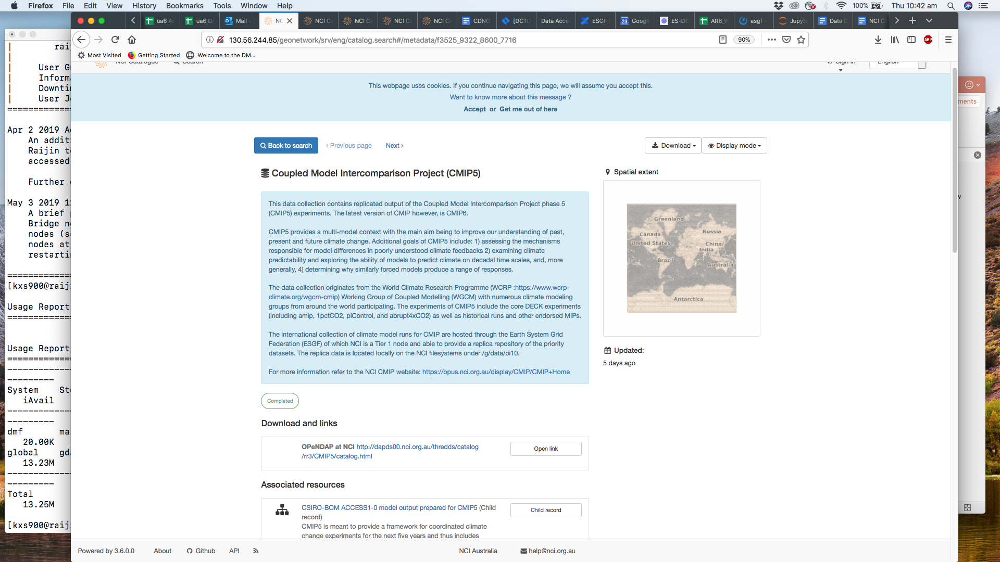 Firefox File Edit View History Bookmarks Tools Window Help
100% Thu 10:42 am
ua6 ua6 Mail - NCI NCI NCI NCI CDNO [DCTD Data Acce ESGF Googl ES-DO AR6_W esgf - Jupyte Data D NCI C
130.56.244.85/geonetwork/srv/eng/catalog.search#/metadata/f3525_9322_8600_7716
90%
ABP
Most Visited Getting Started Welcome to the DM...
NCI Catalogue Search Sign in English
This webpage uses cookies. If you continue navigating this page, we will assume you accept this.
Want to know more about this message ?
Accept or Get me out of here
Back to search Previous page Next
Download Display mode
Coupled Model Intercomparison Project (CMIP5)
This data collection contains replicated output of the Coupled Model Intercomparison Project phase 5
(CMIP5) experiments. The latest version of CMIP however, is CMIP6.
CMIP5 provides a multi-model context with the main aim being to improve our understanding of past,
present and future climate change. Additional goals of CMIP5 include: 1) assessing the mechanisms
responsible for model differences in poorly understood climate feedbacks 2) examining climate
predictability and exploring the ability of models to predict climate on decadal time scales, and, more
generally, 4) determining why similarly forced models produce a range of responses.
The data collection originates from the World Climate Research Programme (WCRP :https://www.wcrp-
climate.org/wgcm-cmip) Working Group of Coupled Modelling (WGCM) with numerous climate modeling
groups from around the world participating. The experiments of CMIP5 include the core DECK experiments
(including amip, 1pctCO2, piControl, and abrupt4xCO2) as well as historical runs and other endorsed MIPs.
The international collection of climate model runs for CMIP are hosted through the Earth System Grid
Federation (ESGF) of which NCI is a Tier 1 node and able to provide a replica repository of the priority
datasets. The replica data is located locally on the NCI filesystems under /g/data/oi10.
For more information refer to the NCI CMIP website: https://opus.nci.org.au/display/CMIP/CMIP+Home
Completed
Download and links
OPeNDAP at NCI http://dapds00.nci.org.au/thredds/catalog
/rr3/CMIP5/catalog.html
Open link
Associated resources
CSIRO-BOM ACCESS1-0 model output prepared for CMIP5 (Child
record)
Child record
CMIP5 is meant to provide a framework for coordinated climate
change experiments for the next five years and thus includes
Spatial extent
Greenland
Canada
Russia
United States
China
India
Brazil
Australia
Antarctica
Updated:
5 days ago
Powered by 3.6.0.0 About Github API NCI Australia help@nci.org.au
raij
User G
Inform
Downti
User J
Apr 2 2019 A
An addit
Raijin t
accessed
Further
May 3 2019 1
A brief
Bridge n
nodes (s
nodes at
restarti
[kxs900@raij
Usage Report
Usage Report
System St
iAvail
dmf ma
20.00K
global gd
13.23M
Total
13.25M
[kxs900@raij
ments